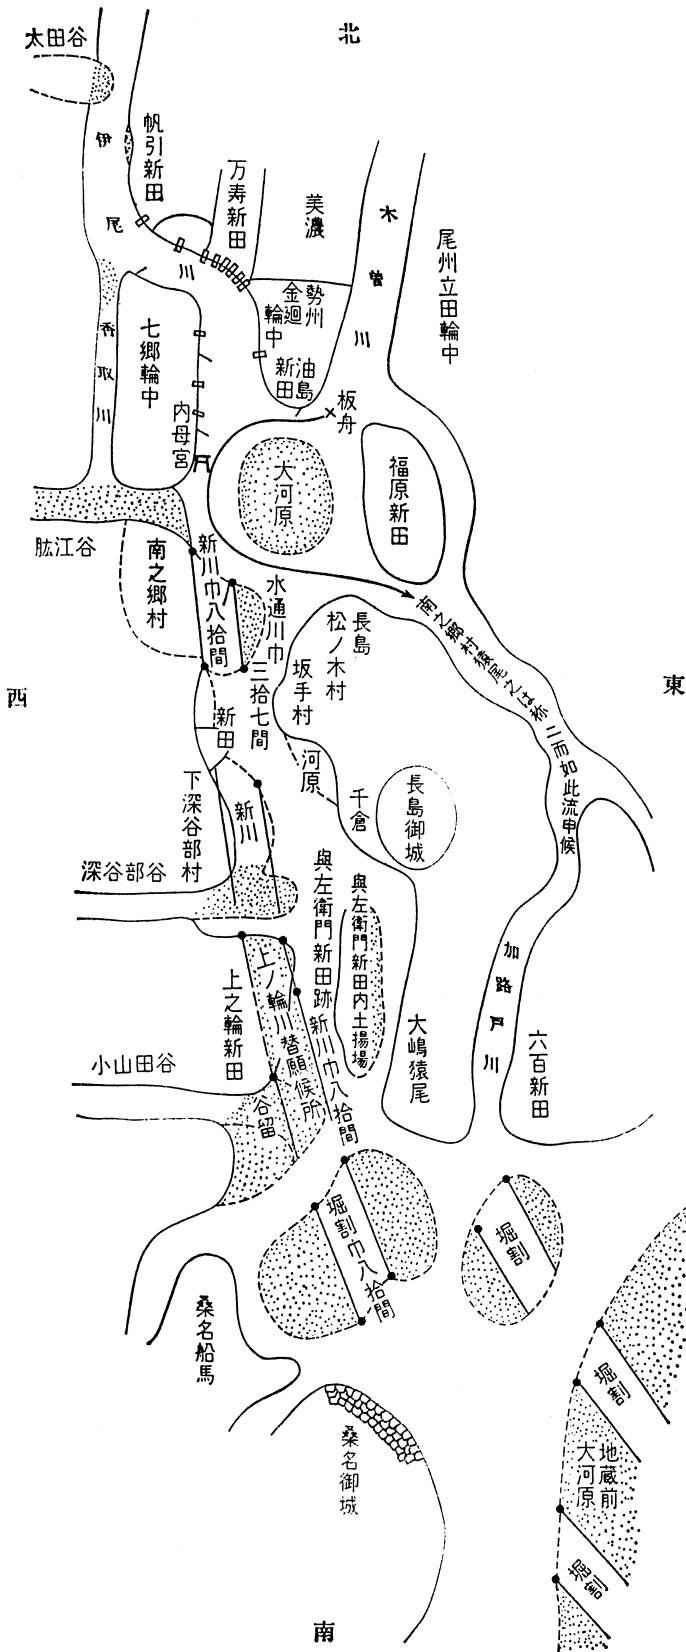 北
太田谷
伊尾川
帆引新田
万寿新田
美濃
木曽川
尾州立田輪中
勢州
金廻輪中
油島新田
香取川
七郷輪中
内母宮
板舟
大河原
福原新田
肱江谷
南之郷村
新川巾八拾間
水通川巾
三拾七間
長島
松ノ木村
坂手村
南之郷村猿尾之は称二而如此流申候
西
東
新田
河原
千倉
長島御城
下深谷部村
新川
深谷部谷
與左衛門新田跡
與左衛門新田内土揚場
上之輪新田
上ノ輪川替願候所
新川巾八拾間
大嶋猿尾
加路戸川
六百新田
小山田谷
谷留
堀割巾八拾間
堀割
桑名船馬
堀割
地蔵前
大河原
桑名御城
堀割
南